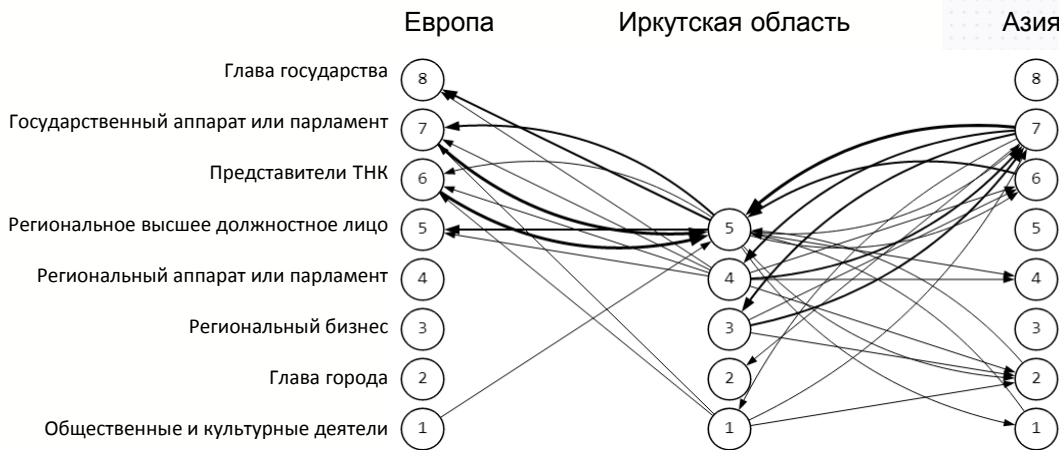 Европа Иркутская область Азия
Глава государства 8 8
Государственный аппарат или парламент 7 7
Представители ТНК 6 6
Региональное высшее должностное лицо 5 5 5
Региональный аппарат или парламент 4 4 4
Региональный бизнес 3 3 3
Глава города 2 2 2
Общественные и культурные деятели 1 1 1